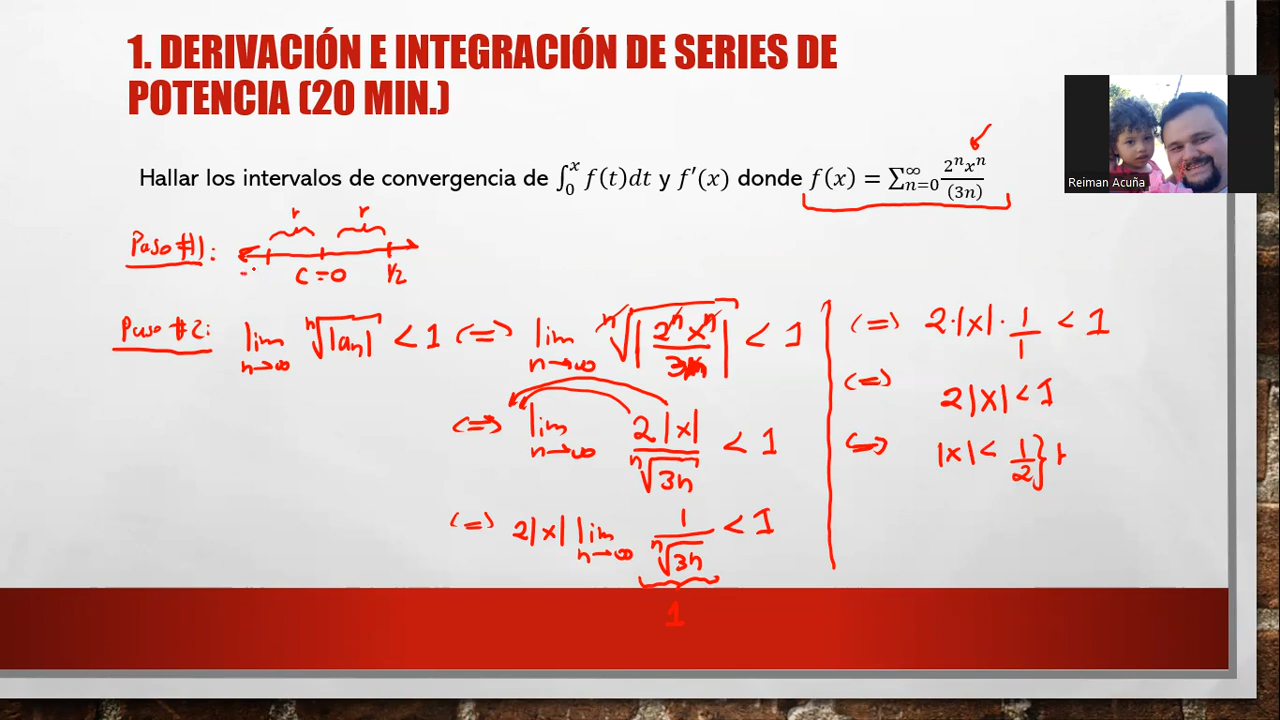 1. DERIVACIÓN E INTEGRACIÓN DE SERIES DE
POTENCIA (20 MIN.)
Reiman Acuña
Hallar los intervalos de convergencia de ∫₀ˣ f(t)dt y f′(x) donde f(x) = ∑ₙ₌₀^∞ 2ⁿxⁿ/(3n)
r r
Paso #1:
C=0 1/2
Paso #2: lim n→∞ ⁿ√|an| < 1 <=> lim n→∞ ⁿ√|2ⁿxⁿ/3n| < 1
<=> lim n→∞ 2|x|/ⁿ√3n < 1
<=> 2|x| lim n→∞ 1/ⁿ√3n < 1
1
<=> 2·|x|·1/1 < 1
<=> 2|x| < 1
<=> |x| < 1/2 }